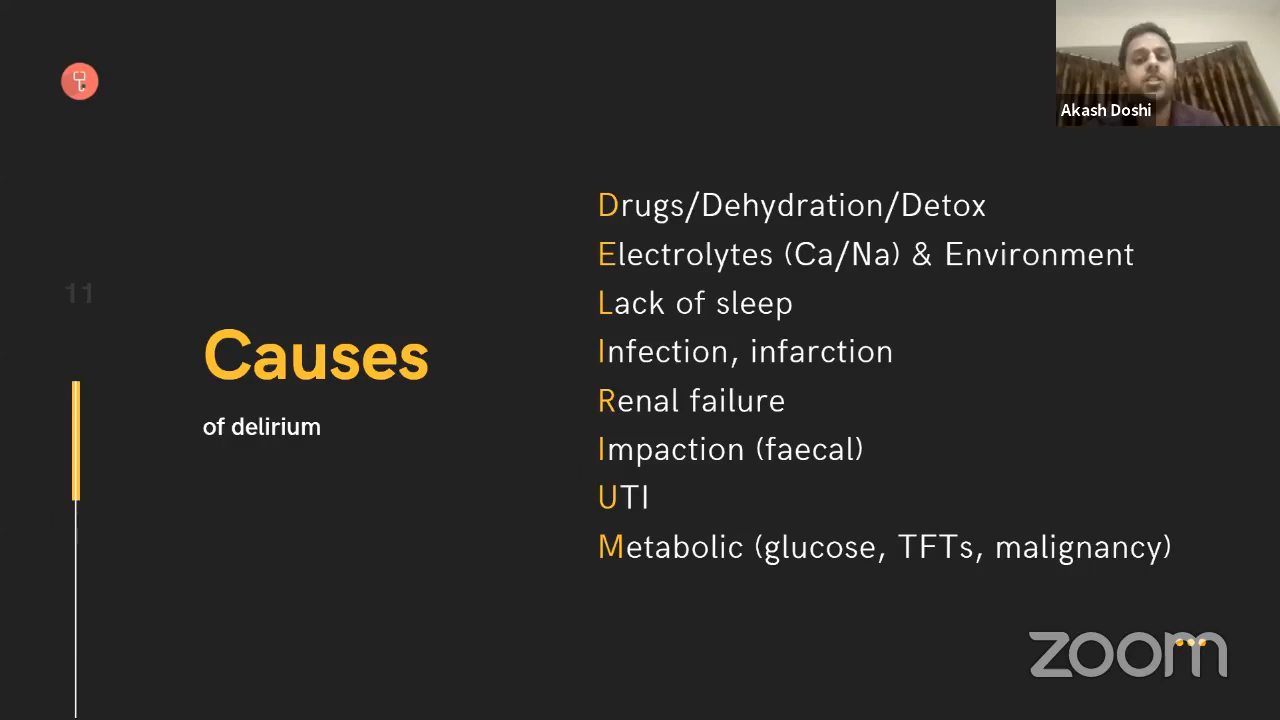 Akash Doshi
Drugs/Dehydration/Detox
Electrolytes (Ca/Na) & Environment
Lack of sleep
11
Infection, infarction
Causes
Renal failure
of delirium
Impaction (faecal)
UTI
Metabolic (glucose, TFTs, malignancy)
zoom